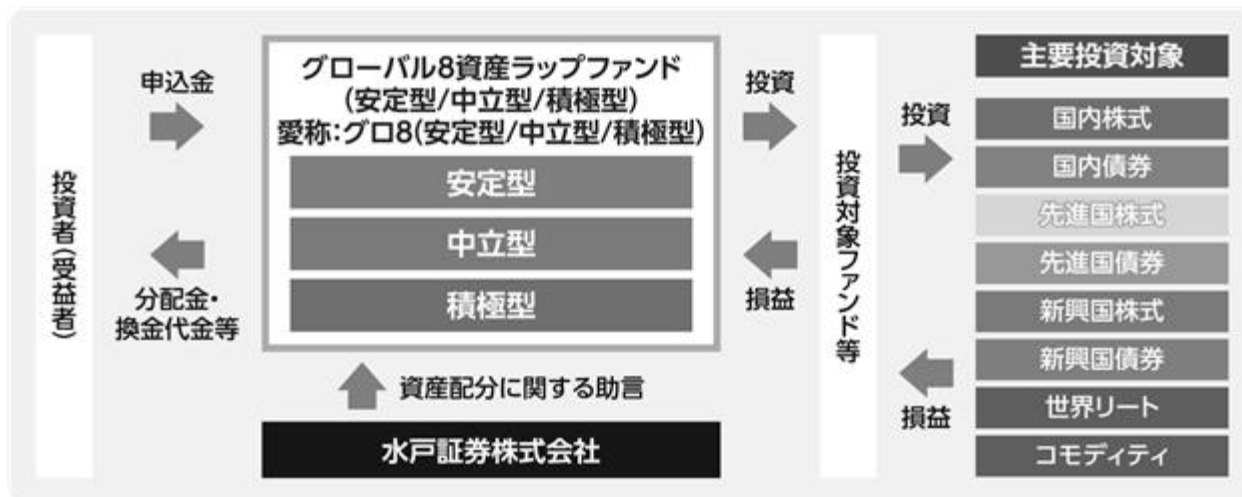 投資者(受益者)
申込金
分配金・
換金代金等
グローバル8資産ラップファンド
(安定型/中立型/積極型)
愛称:グロ8(安定型/中立型/積極型)
安定型
中立型
積極型
資産配分に関する助言
水戸証券株式会社
投資
損益
投資対象ファンド等
投資
損益
主要投資対象
国内株式
国内債券
先進国株式
先進国債券
新興国株式
新興国債券
世界リート
コモディティ